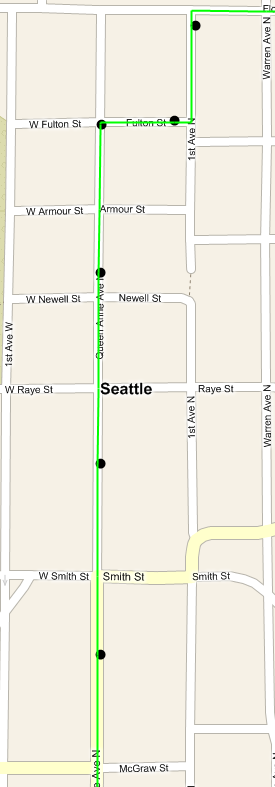 Warren Ave N
W Fulton St
Fulton St
1st Ave N
W Armour St
Armour St
W Newell St
Newell St
Queen Anne Ave N
1st Ave W
W Raye St
Seattle
Raye St
1st Ave N
Warren Ave N
W Smith St
Smith St
Smith St
McGraw St
Ave N